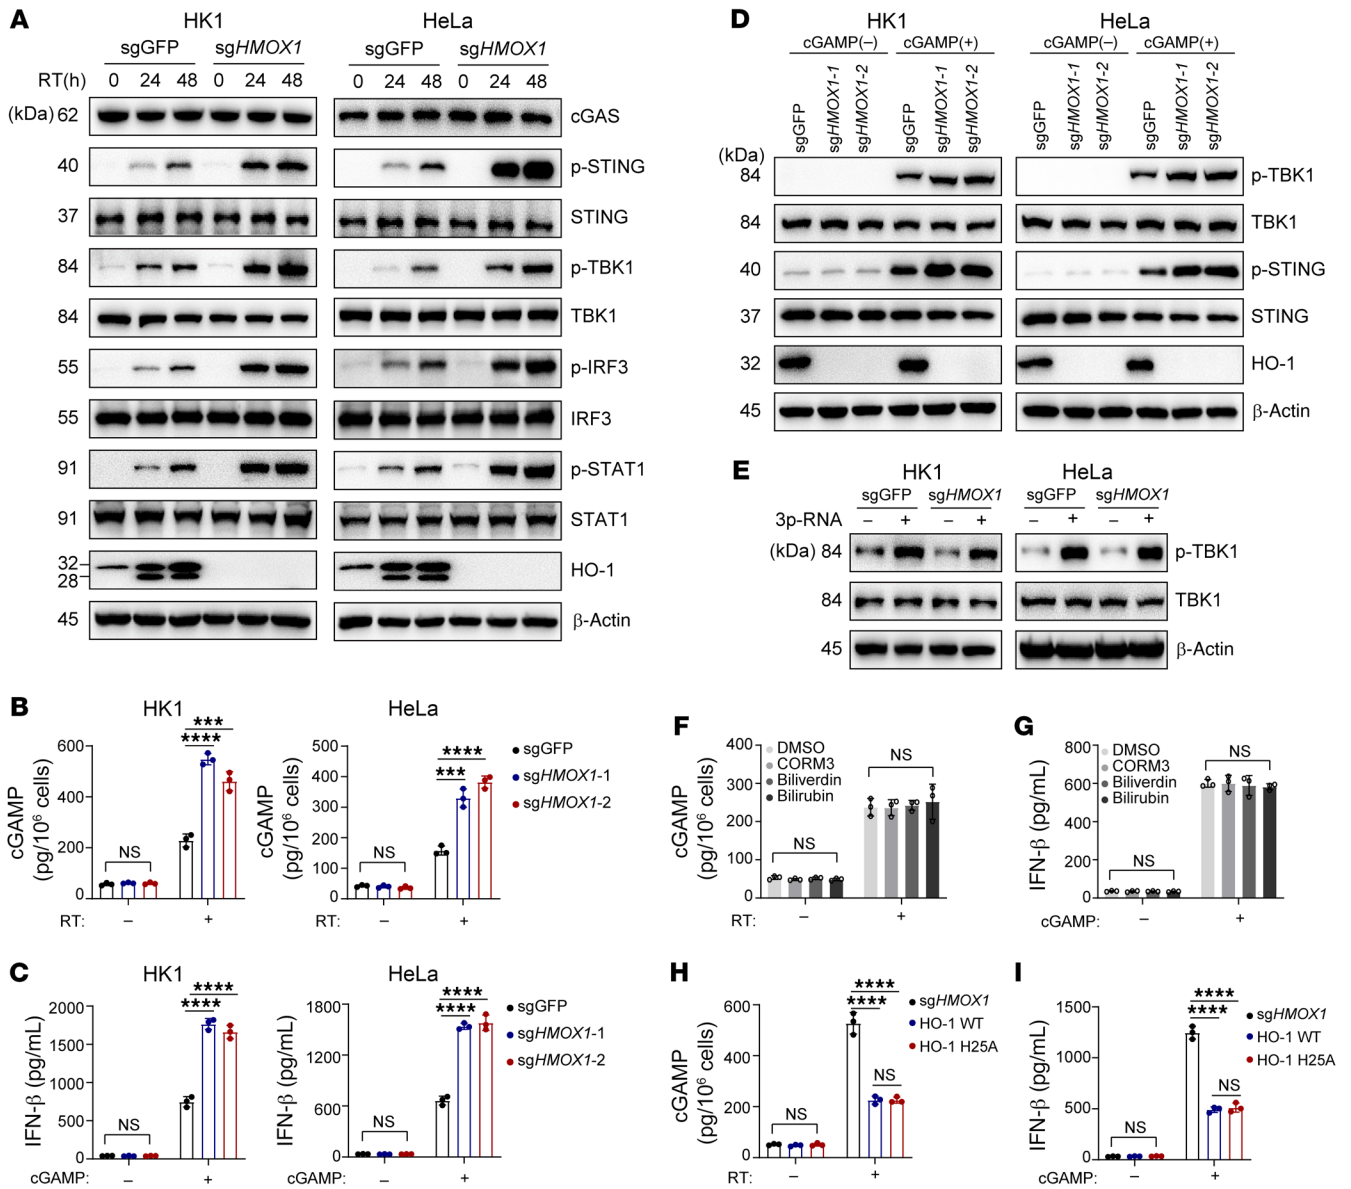 A
HK1
HeLa
sgGFP
sgHMOX1
sgGFP
sgHMOX1
RT(h)
0
24
48
0
24
48
0
24
48
0
24
48
(kDa) 62
cGAS
40
p-STING
37
STING
84
p-TBK1
84
TBK1
55
p-IRF3
55
IRF3
91
p-STAT1
91
STAT1
32
28
HO-1
45
β-Actin
D
HK1
HeLa
cGAMP(–)
cGAMP(+)
cGAMP(–)
cGAMP(+)
sgGFP
sgHMOX1-1
sgHMOX1-2
sgGFP
sgHMOX1-1
sgHMOX1-2
sgGFP
sgHMOX1-1
sgHMOX1-2
sgGFP
sgHMOX1-1
sgHMOX1-2
(kDa)
84
p-TBK1
84
TBK1
40
p-STING
37
STING
32
HO-1
45
β-Actin
E
HK1
HeLa
sgGFP
sgHMOX1
sgGFP
sgHMOX1
3p-RNA
–
+
–
+
–
+
–
+
(kDa) 84
p-TBK1
84
TBK1
45
β-Actin
B
HK1
cGAMP
(pg/10⁶ cells)
600
400
200
0
NS
****
***
RT:
–
+
HeLa
cGAMP
(pg/10⁶ cells)
500
400
300
200
100
0
NS
***
****
–
+
sgGFP
sgHMOX1-1
sgHMOX1-2
C
HK1
IFN-β (pg/mL)
2000
1500
1000
500
0
NS
****
****
cGAMP:
–
+
HeLa
IFN-β (pg/mL)
1800
1200
600
0
NS
****
****
cGAMP:
–
+
sgGFP
sgHMOX1-1
sgHMOX1-2
F
cGAMP
(pg/10⁶ cells)
400
300
200
100
0
DMSO
CORM3
Biliverdin
Bilirubin
NS
NS
RT:
–
+
G
IFN-β (pg/mL)
800
600
400
200
0
DMSO
CORM3
Biliverdin
Bilirubin
NS
NS
cGAMP:
–
+
H
cGAMP
(pg/10⁶ cells)
600
400
200
0
NS
****
****
NS
RT:
–
+
sgHMOX1
HO-1 WT
HO-1 H25A
I
IFN-β (pg/mL)
1500
1000
500
0
NS
****
****
NS
cGAMP:
–
+
sgHMOX1
HO-1 WT
HO-1 H25A